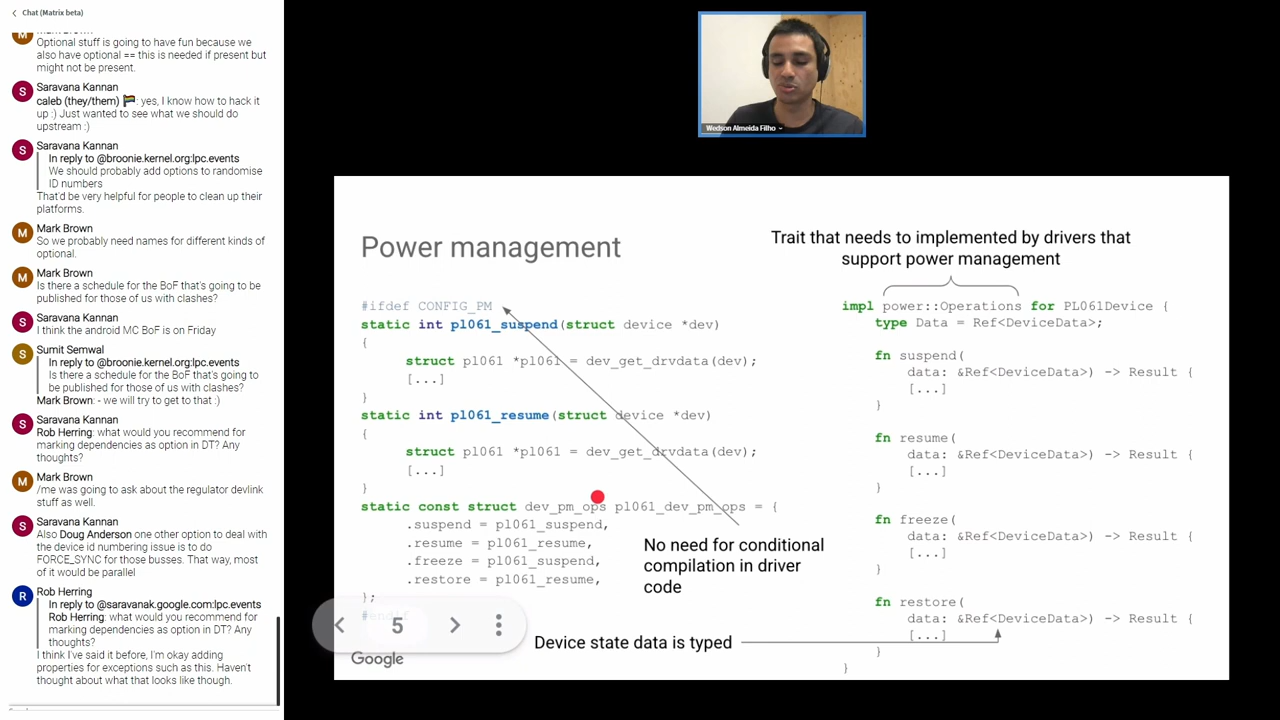 Chat (Matrix beta)
Mark Brown
Optional stuff is going to have fun because we
also have optional == this is needed if present but
might not be present.
S
Saravana Kannan
caleb (they/them) : yes, I know how to hack it
up :) Just wanted to see what we should do
upstream :)
S
Saravana Kannan
In reply to @broonie.kernel.org:lpc.events
We should probably add options to randomise
ID numbers
That'd be very helpful for people to clean up their
platforms.
M
Mark Brown
So we probably need names for different kinds of
optional.
M
Mark Brown
Is there a schedule for the BoF that's going to be
published for those of us with clashes?
S
Saravana Kannan
I think the android MC BoF is on Friday
S
Sumit Semwal
In reply to @broonie.kernel.org:lpc.events
Is there a schedule for the BoF that's going to
be published for those of us with clashes?
Mark Brown: - we will try to get to that :)
S
Saravana Kannan
Rob Herring: what would you recommend for
marking dependencies as option in DT? Any
thoughts?
M
Mark Brown
/me was going to ask about the regulator devlink
stuff as well.
S
Saravana Kannan
Also Doug Anderson one other option to deal with
the device id numbering issue is to do
FORCE_SYNC for those busses. That way, most
of it would be parallel
R
Rob Herring
In reply to @saravanak.google.com:lpc.events
Rob Herring: what would you recommend for
marking dependencies as option in DT? Any
thoughts?
I think I've said it before, I'm okay adding
properties for exceptions such as this. Haven't
thought about what that looks like though.
Wedson Almeida Filho
Power management
#ifdef CONFIG_PM
static int pl061_suspend(struct device *dev)
{
struct pl061 *pl061 = dev_get_drvdata(dev);
[...]
}
static int pl061_resume(struct device *dev)
{
struct pl061 *pl061 = dev_get_drvdata(dev);
[...]
}
static const struct dev_pm_ops pl061_dev_pm_ops = {
.suspend = pl061_suspend,
.resume = pl061_resume,
.freeze = pl061_suspend,
.restore = pl061_resume,
};
#endif
5
Google
No need for conditional
compilation in driver
code
Device state data is typed
Trait that needs to implemented by drivers that
support power management
impl power::Operations for PL061Device {
type Data = Ref<DeviceData>;
fn suspend(
data: &Ref<DeviceData>) -> Result {
[...]
}
fn resume(
data: &Ref<DeviceData>) -> Result {
[...]
}
fn freeze(
data: &Ref<DeviceData>) -> Result {
[...]
}
fn restore(
data: &Ref<DeviceData>) -> Result {
[...]
}
}